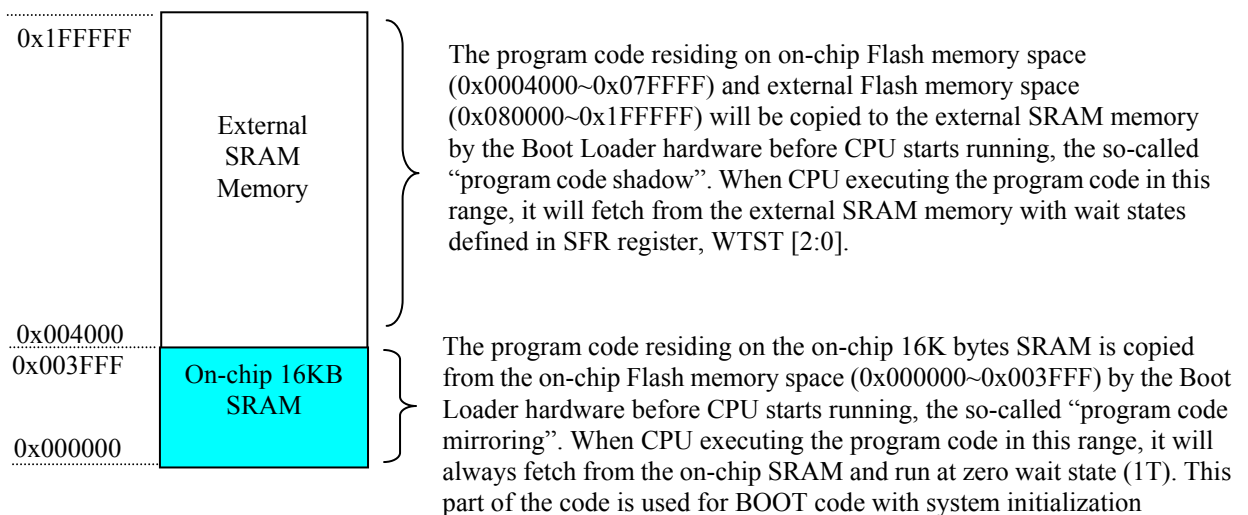 0x1FFFFF
External
SRAM
Memory
The program code residing on on-chip Flash memory space
(0x0004000~0x07FFFF) and external Flash memory space
(0x080000~0x1FFFFF) will be copied to the external SRAM memory
by the Boot Loader hardware before CPU starts running, the so-called
“program code shadow”. When CPU executing the program code in this
range, it will fetch from the external SRAM memory with wait states
defined in SFR register, WTST [2:0].
0x004000
0x003FFF
On-chip 16KB
SRAM
0x000000
The program code residing on the on-chip 16K bytes SRAM is copied
from the on-chip Flash memory space (0x000000~0x003FFF) by the Boot
Loader hardware before CPU starts running, the so-called “program code
mirroring”. When CPU executing the program code in this range, it will
always fetch from the on-chip SRAM and run at zero wait state (1T). This
part of the code is used for BOOT code with system initialization